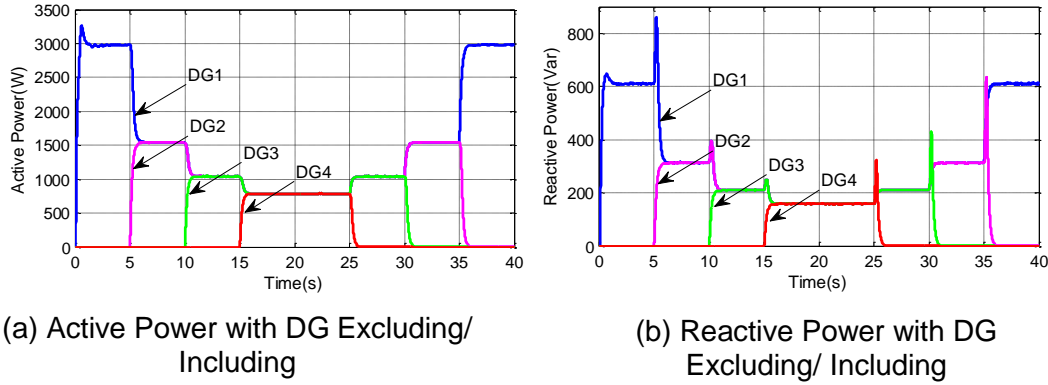 3500
3000
2500
2000
1500
1000
500
0
Active Power(W)
0 5 10 15 20 25 30 35 40
Time(s)
DG1
DG2
DG3
DG4
(a) Active Power with DG Excluding/
Including
800
600
400
200
0
Reactive Power(Var)
0 5 10 15 20 25 30 35 40
Time(s)
DG1
DG2
DG3
DG4
(b) Reactive Power with DG
Excluding/ Including